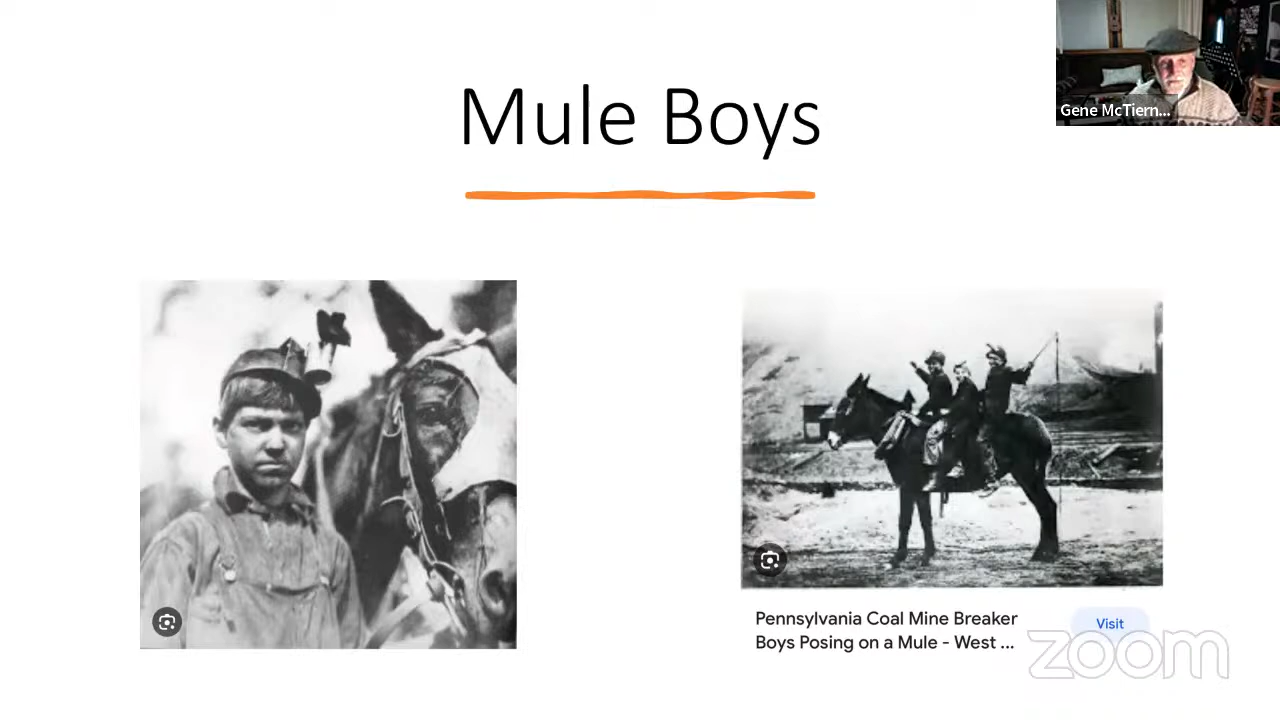 Mule Boys
Gene McTiern...
Pennsylvania Coal Mine Breaker
Boys Posing on a Mule - West ...
Visit
zoom